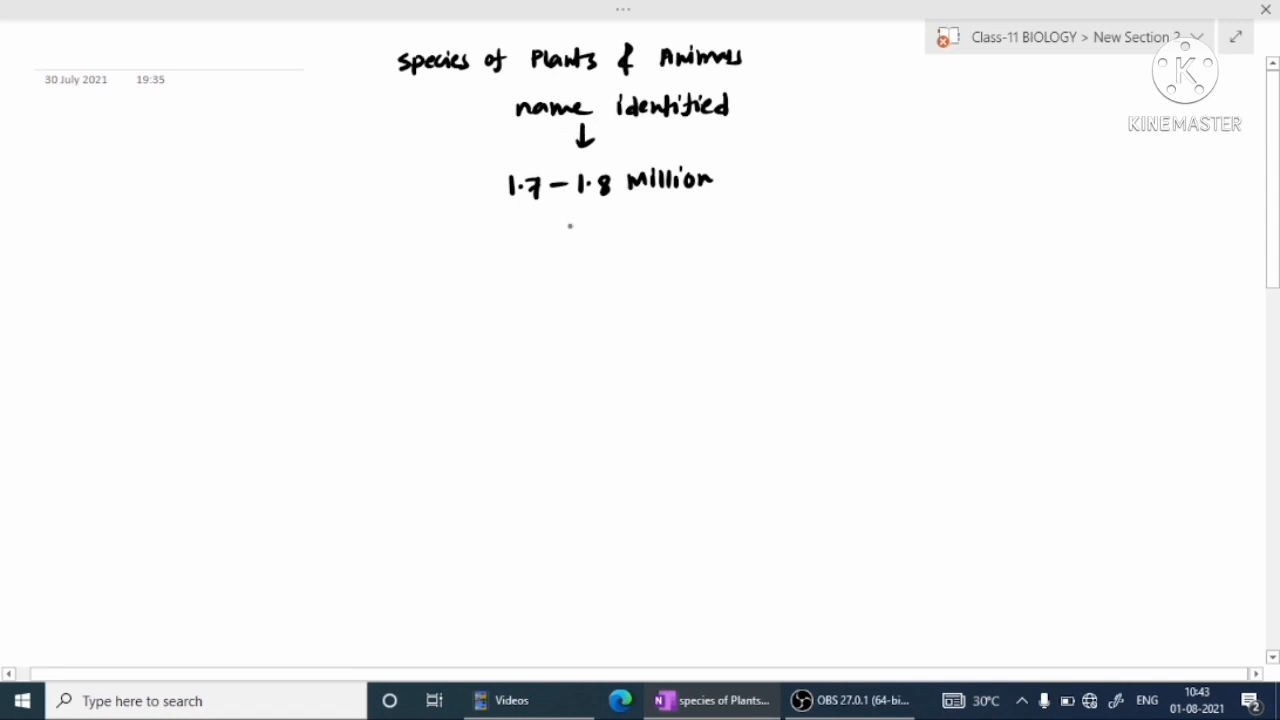 Class-11 BIOLOGY > New Section 2
30 July 2021 19:35
species of Plants & Animals
name identified
↓
1.7 - 1.8 Million
K
KINEMASTER
Type here to search
Videos
species of Plants...
OBS 27.0.1 (64-bi...
30°C
ENG
10:43
01-08-2021
2